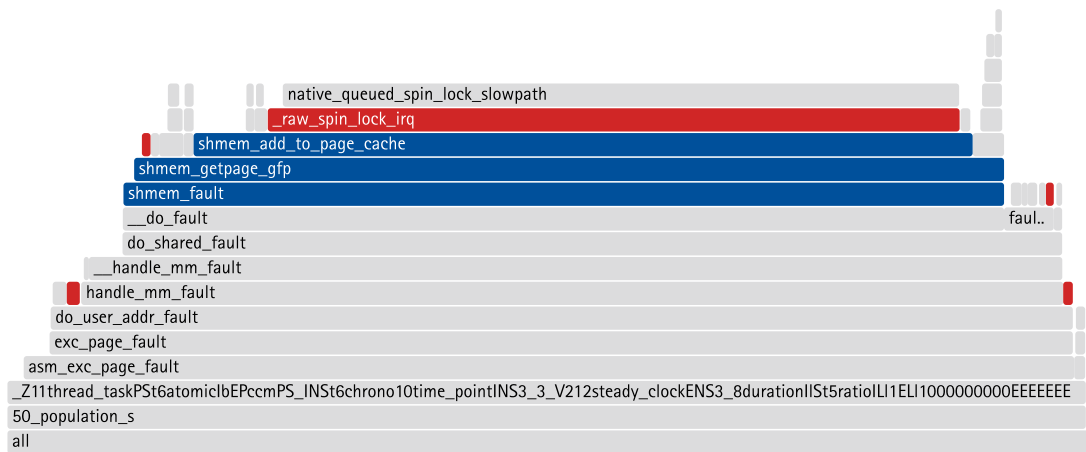 native_queued_spin_lock_slowpath
_raw_spin_lock_irq
shmem_add_to_page_cache
shmem_getpage_gfp
shmem_fault
__do_fault faul..
do_shared_fault
__handle_mm_fault
handle_mm_fault
do_user_addr_fault
exc_page_fault
asm_exc_page_fault
_Z11thread_taskPSt6atomicIbEPccmPS_INSt6chrono10time_pointINS3_3_V212steady_clockENS3_8durationIlSt5ratioILl1ELl1000000000EEEEEEE
50_population_s
all